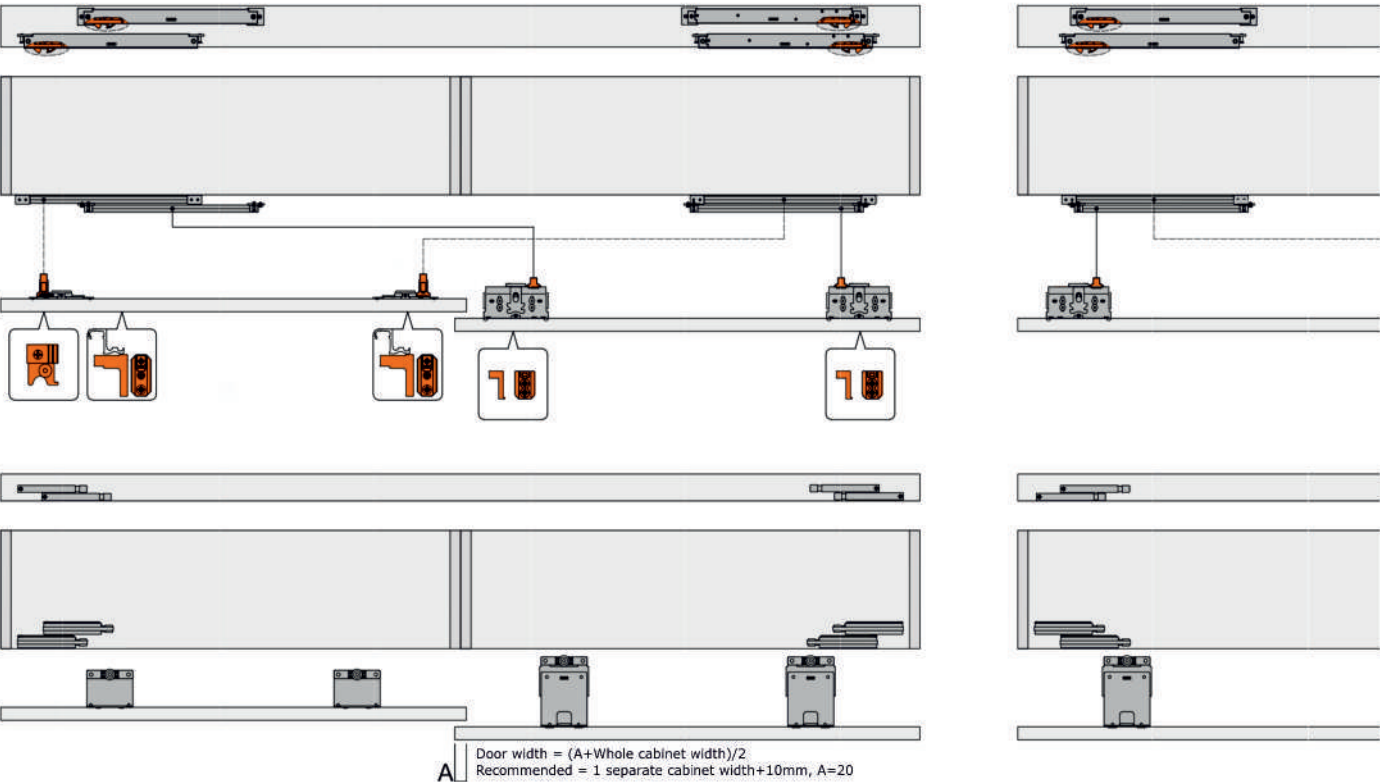 A
Door width = (A+Whole cabinet width)/2
Recommended = 1 separate cabinet width+10mm, A=20